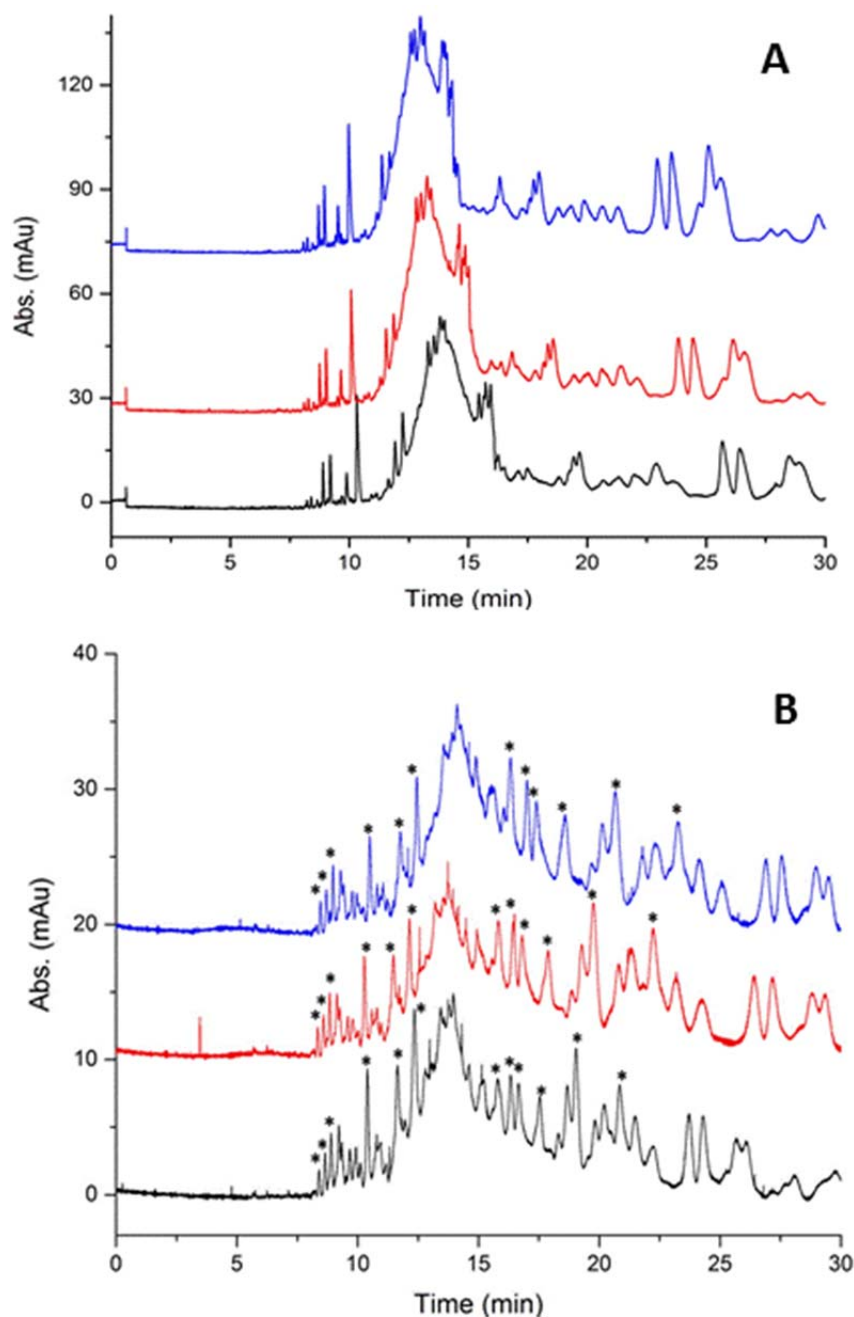 A
120
90
60
30
0
Abs. (mAu)
0 5 10 15 20 25 30
Time (min)
B
40
30
20
10
0
Abs. (mAu)
* * * * * * * * * * * * *
* * * * * * * * * * * * *
* * * * * * * * * * * *
0 5 10 15 20 25 30
Time (min)